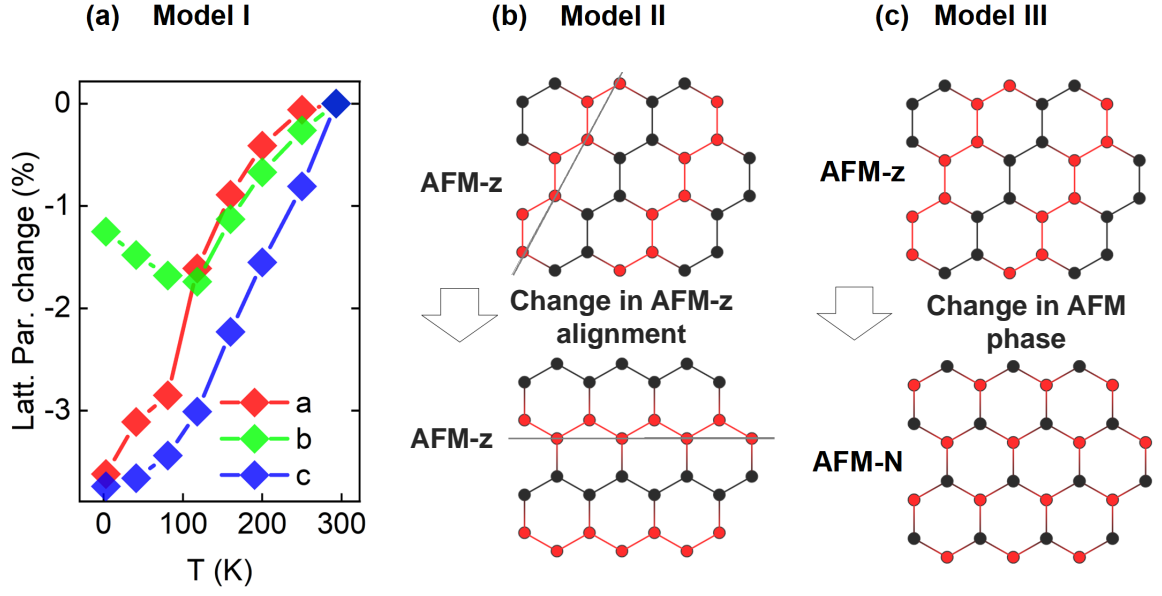 (a) Model I
(b) Model II
(c) Model III
Latt. Par. change (%)
0
-1
-2
-3
0
100
200
300
T (K)
a
b
c
AFM-z
Change in AFM-z
alignment
AFM-z
AFM-z
Change in AFM
phase
AFM-N